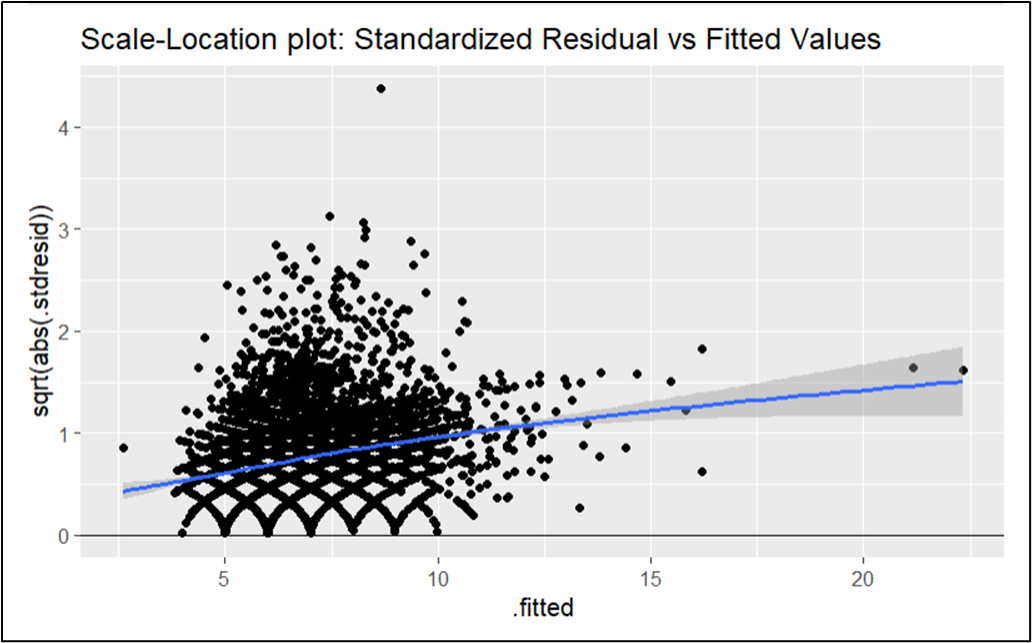 Scale-Location plot: Standardized Residual vs Fitted Values
sqrt(abs(.stdresid))
4
3
2
1
0
5 10 15 20
.fitted